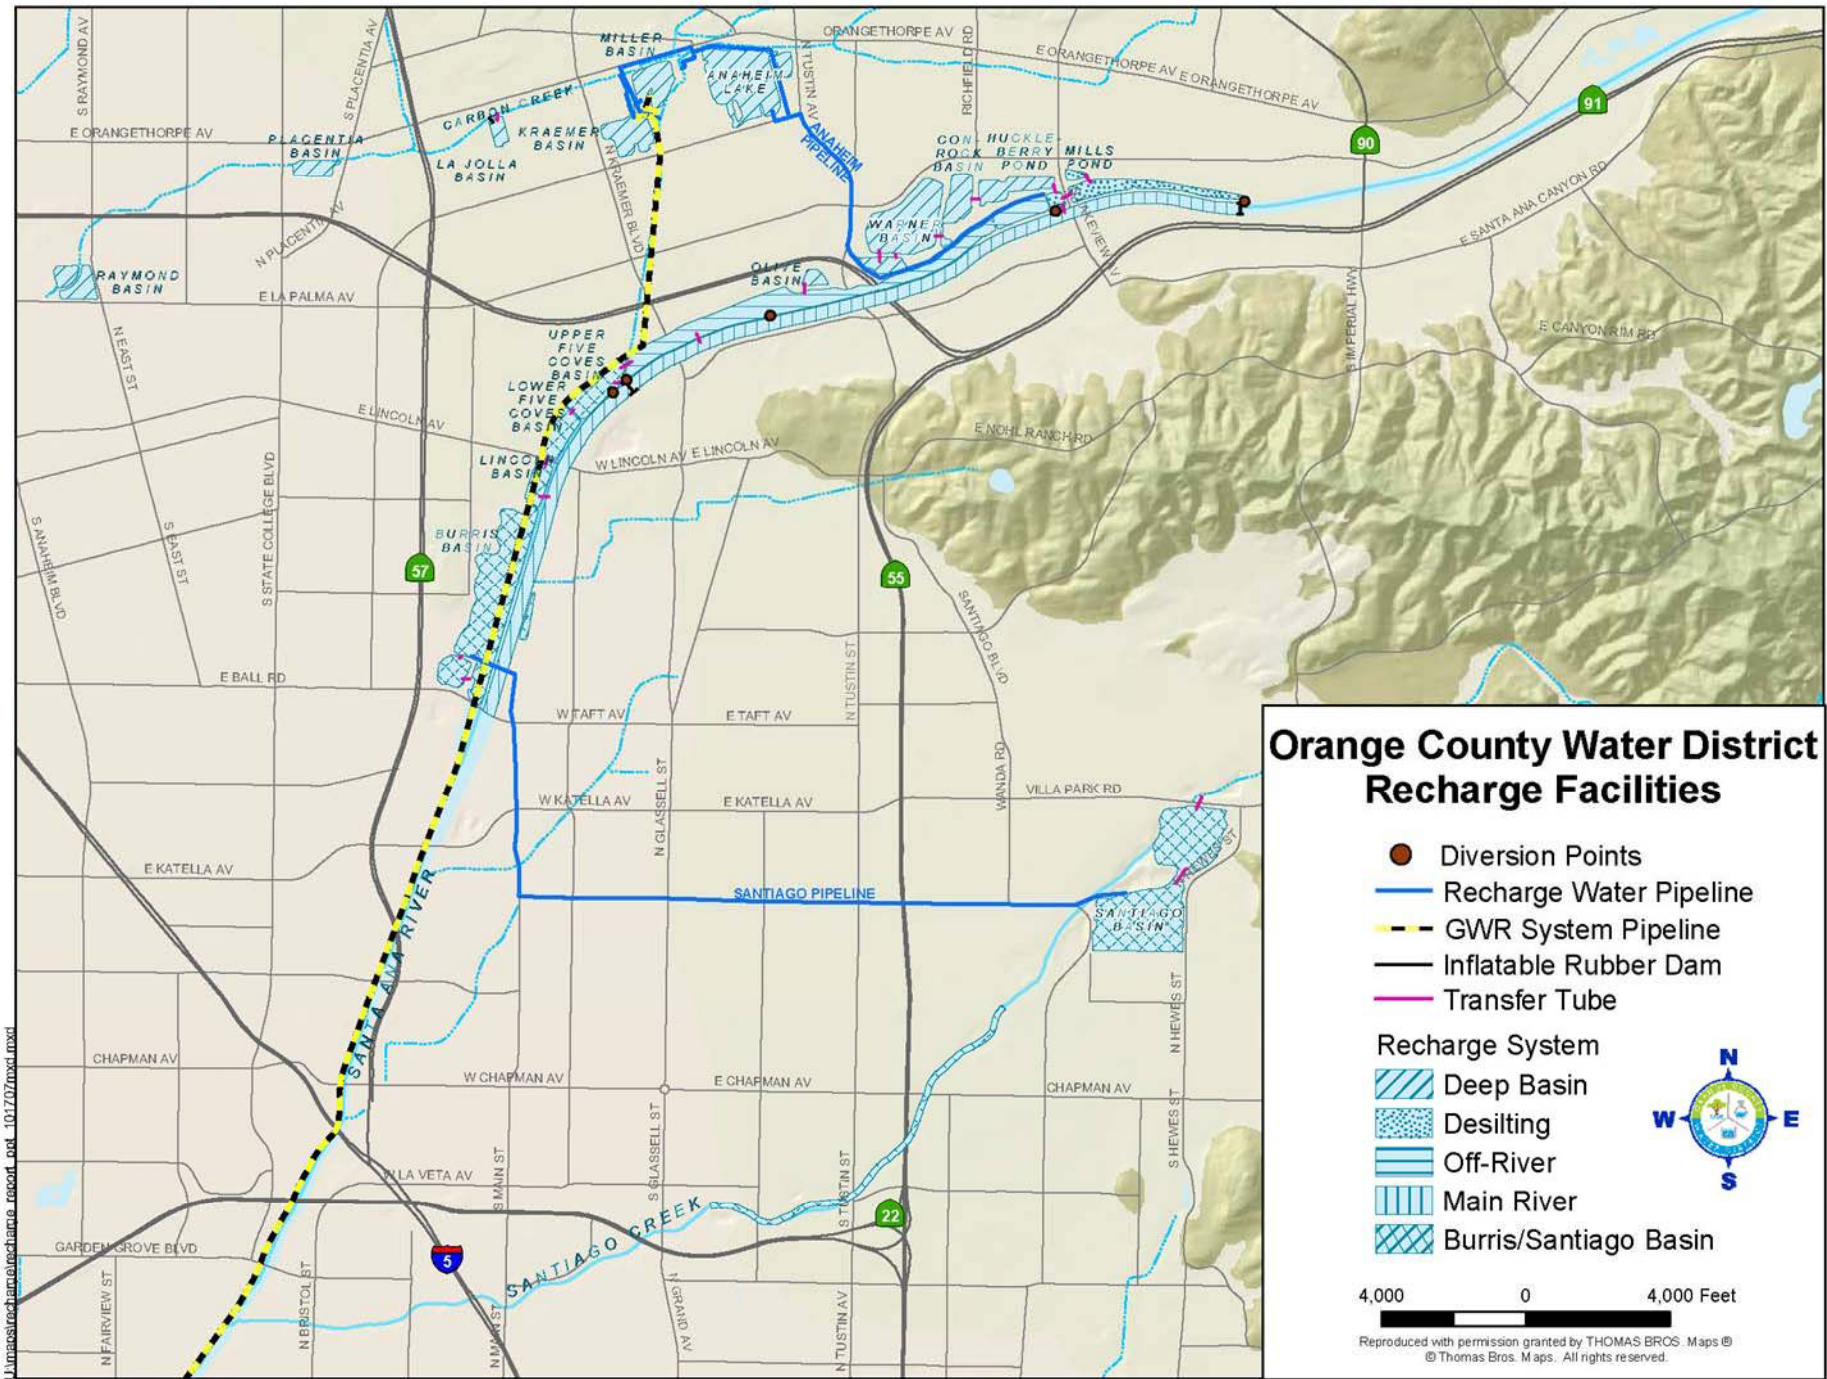 S RAYMOND AV
S PLACENTIA AV
MILLER
BASIN
ANAHEIM
LAKE
N TUSTIN AV
ORANGETHORPE AV
RICHFIELD RD
E ORANGETHORPE AV
E ORANGETHORPE AV
91
90
E ORANGETHORPE AV
CARBON CREEK
PLACENTIA
BASIN
KRAEMER
BASIN
LA JOLLA
BASIN
N KRAEMER BLVD
ANAHEIM
PIPELINE
CON-
ROCK
BASIN
HUCKLE-
BERRY
POND
MILLS
POND
WARNER
BASIN
E SANTA ANA CANYON RD
N PLACENTIA AV
RAYMOND
BASIN
E LA PALMA AV
OLIVE
BASIN
N EAST ST
UPPER
FIVE
COVES
BASIN
LOWER
FIVE
COVES
BASIN
S IMPERIAL HWY
E CANYON RIM RD
E LINCOLN AV
W LINCOLN AV
E LINCOLN AV
E NOHL RANCH RD
LINCOLN
BASIN
S STATE COLLEGE BLVD
S EAST ST
S ANAHEIM BLVD
BURRIS
BASIN
57
55
SANTIAGO BLVD
E BALL RD
W TAFT AV
E TAFT AV
N TUSTIN ST
WANDA RD
N GLASSELL ST
W KATELLA AV
E KATELLA AV
VILLA PARK RD
E KATELLA AV
SANTIAGO PIPELINE
SANTIAGO
BASIN
SANTA ANA RIVER
N HEWES ST
CHAPMAN AV
W CHAPMAN AV
E CHAPMAN AV
CHAPMAN AV
S GLASSELL ST
S HEWES ST
S MAIN ST
W LA VETA AV
S TUSTIN ST
22
SANTIAGO CREEK
GARDEN GROVE BLVD
5
N FAIRVIEW ST
N BRISTOL ST
N MAIN ST
N GRAND AV
N TUSTIN AV
Orange County Water District
Recharge Facilities
Diversion Points
Recharge Water Pipeline
GWR System Pipeline
Inflatable Rubber Dam
Transfer Tube
Recharge System
Deep Basin
Desilting
Off-River
Main River
Burris/Santiago Basin
N
W
E
S
4,000 0 4,000 Feet
Reproduced with permission granted by THOMAS BROS. Maps ®
© Thomas Bros. Maps. All rights reserved.